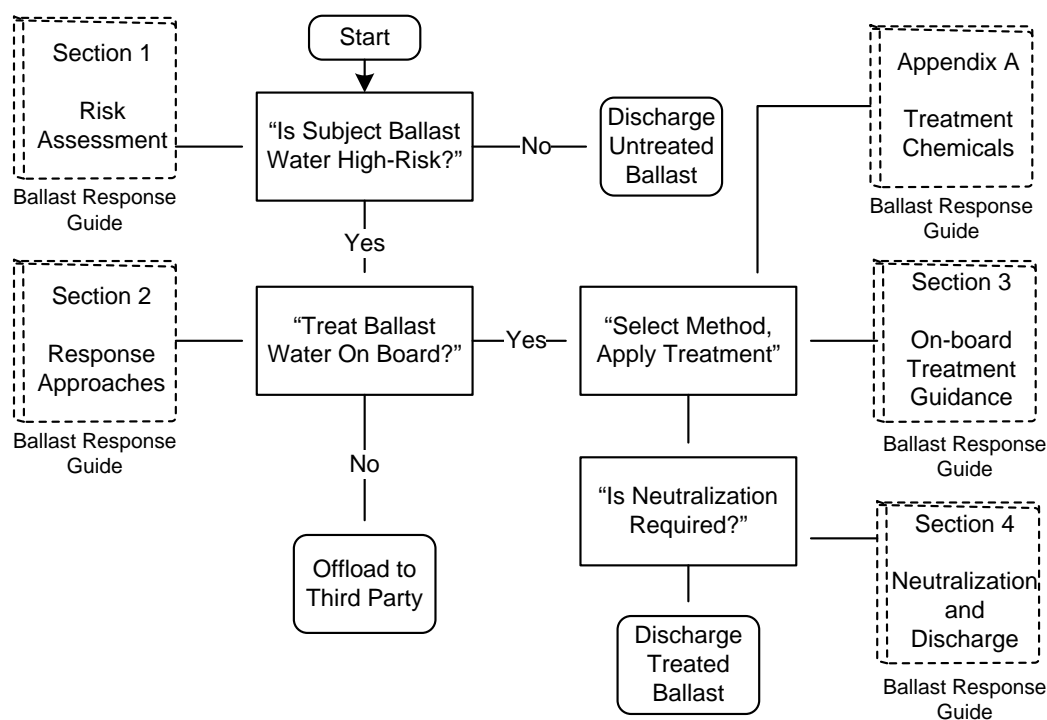 Start
Section 1
Risk
Assessment
Ballast Response
Guide
“Is Subject Ballast
Water High-Risk?”
No
Discharge
Untreated
Ballast
Appendix A
Treatment
Chemicals
Ballast Response
Guide
Yes
Section 2
Response
Approaches
Ballast Response
Guide
“Treat Ballast
Water On Board?”
Yes
“Select Method,
Apply Treatment”
Section 3
On-board
Treatment
Guidance
Ballast Response
Guide
No
Offload to
Third Party
“Is Neutralization
Required?”
Section 4
Neutralization
and
Discharge
Ballast Response
Guide
Discharge
Treated
Ballast